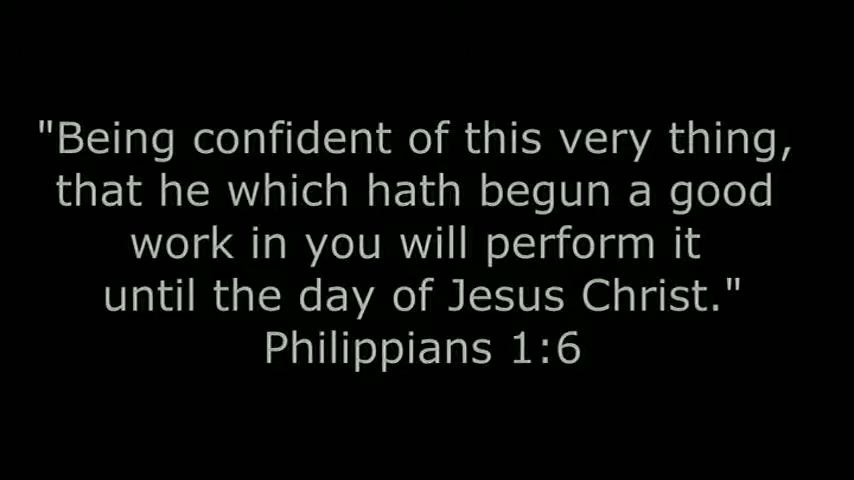 "Being confident of this very thing,
that he which hath begun a good
work in you will perform it
until the day of Jesus Christ."
Philippians 1:6